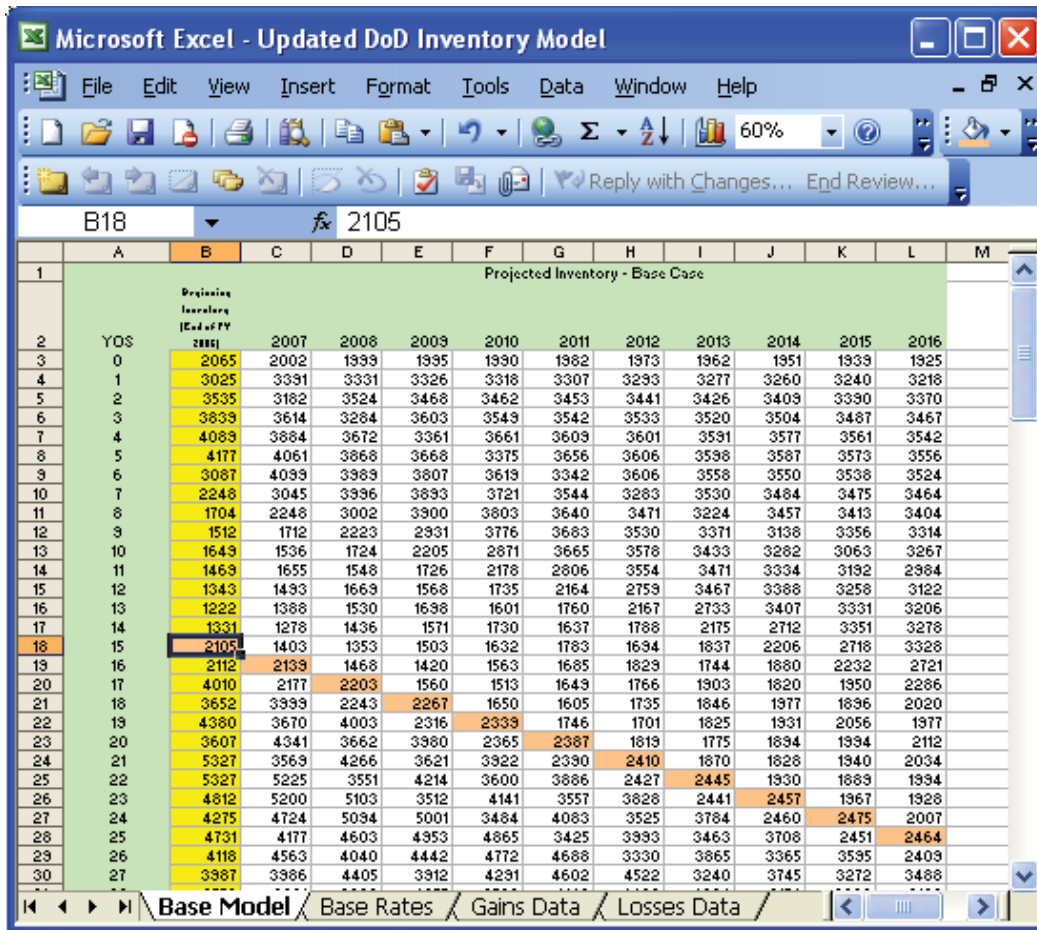 Microsoft Excel - Updated DoD Inventory Model
File Edit View Insert Format Tools Data Window Help
60%
Reply with Changes... End Review...
B18 fx 2105
A B C D E F G H I J K L M
1 Projected Inventory - Base Case
2 YOS Beginning Inventory (End of FY 2006) 2007 2008 2009 2010 2011 2012 2013 2014 2015 2016
3 0 2065 2002 1999 1995 1990 1982 1973 1962 1951 1939 1925
4 1 3025 3391 3331 3326 3318 3307 3293 3277 3260 3240 3218
5 2 3535 3182 3524 3468 3462 3453 3441 3426 3409 3390 3370
6 3 3839 3614 3284 3603 3549 3542 3533 3520 3504 3487 3467
7 4 4089 3884 3672 3361 3661 3609 3601 3591 3577 3561 3542
8 5 4177 4061 3868 3668 3375 3656 3606 3598 3587 3573 3556
9 6 3087 4099 3989 3807 3619 3342 3606 3558 3550 3538 3524
10 7 2248 3045 3996 3893 3721 3544 3283 3530 3484 3475 3464
11 8 1704 2248 3002 3900 3803 3640 3471 3224 3457 3413 3404
12 9 1512 1712 2223 2931 3776 3683 3530 3371 3138 3356 3314
13 10 1649 1536 1724 2205 2871 3665 3578 3433 3282 3063 3267
14 11 1469 1655 1548 1726 2178 2806 3554 3471 3334 3192 2984
15 12 1343 1493 1669 1568 1735 2164 2759 3467 3388 3258 3122
16 13 1222 1388 1530 1698 1601 1760 2167 2733 3407 3331 3206
17 14 1331 1278 1436 1571 1730 1637 1788 2175 2712 3351 3278
18 15 2105 1403 1353 1503 1632 1783 1694 1837 2206 2718 3328
19 16 2112 2139 1468 1420 1563 1685 1829 1744 1880 2232 2721
20 17 4010 2177 2203 1560 1513 1649 1766 1903 1820 1950 2286
21 18 3652 3999 2243 2267 1650 1605 1735 1846 1977 1896 2020
22 19 4380 3670 4003 2316 2339 1746 1701 1825 1931 2056 1977
23 20 3607 4341 3662 3980 2365 2387 1819 1775 1894 1994 2112
24 21 5327 3569 4266 3621 3922 2390 2410 1870 1828 1940 2034
25 22 5327 5225 3551 4214 3600 3886 2427 2445 1930 1889 1994
26 23 4812 5200 5103 3512 4141 3557 3828 2441 2457 1967 1928
27 24 4275 4724 5094 5001 3484 4083 3525 3784 2460 2475 2007
28 25 4731 4177 4603 4953 4865 3425 3993 3463 3708 2451 2464
29 26 4118 4563 4040 4442 4772 4688 3330 3865 3365 3595 2409
30 27 3987 3986 4405 3912 4291 4602 4522 3240 3745 3272 3488
Base Model Base Rates Gains Data Losses Data